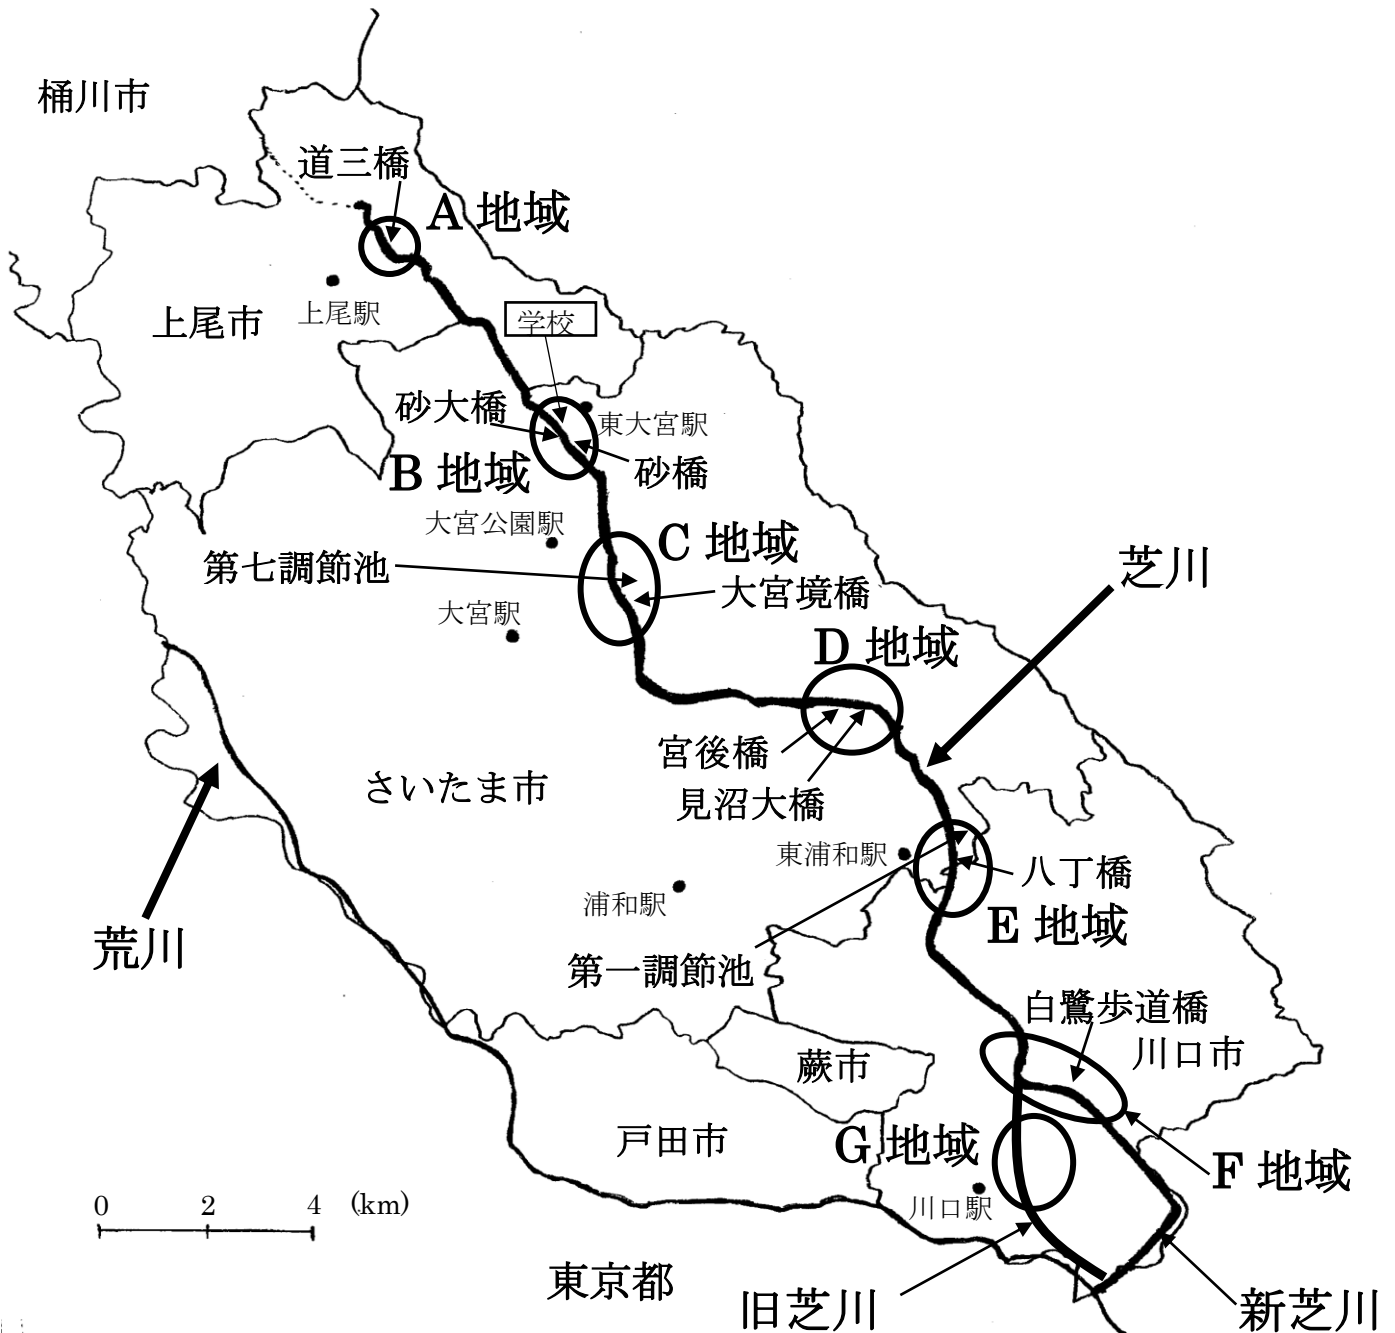 桶川市
道三橋
A 地域
上尾市
上尾駅
学校
砂大橋
東大宮駅
B 地域
砂橋
大宮公園駅
C 地域
第七調節池
大宮境橋
芝川
大宮駅
D 地域
宮後橋
さいたま市
見沼大橋
東浦和駅
八丁橋
浦和駅
E 地域
荒川
第一調節池
白鷺歩道橋
川口市
蕨市
戸田市
G 地域
F 地域
川口駅
0 2 4 (km)
東京都
旧芝川
新芝川